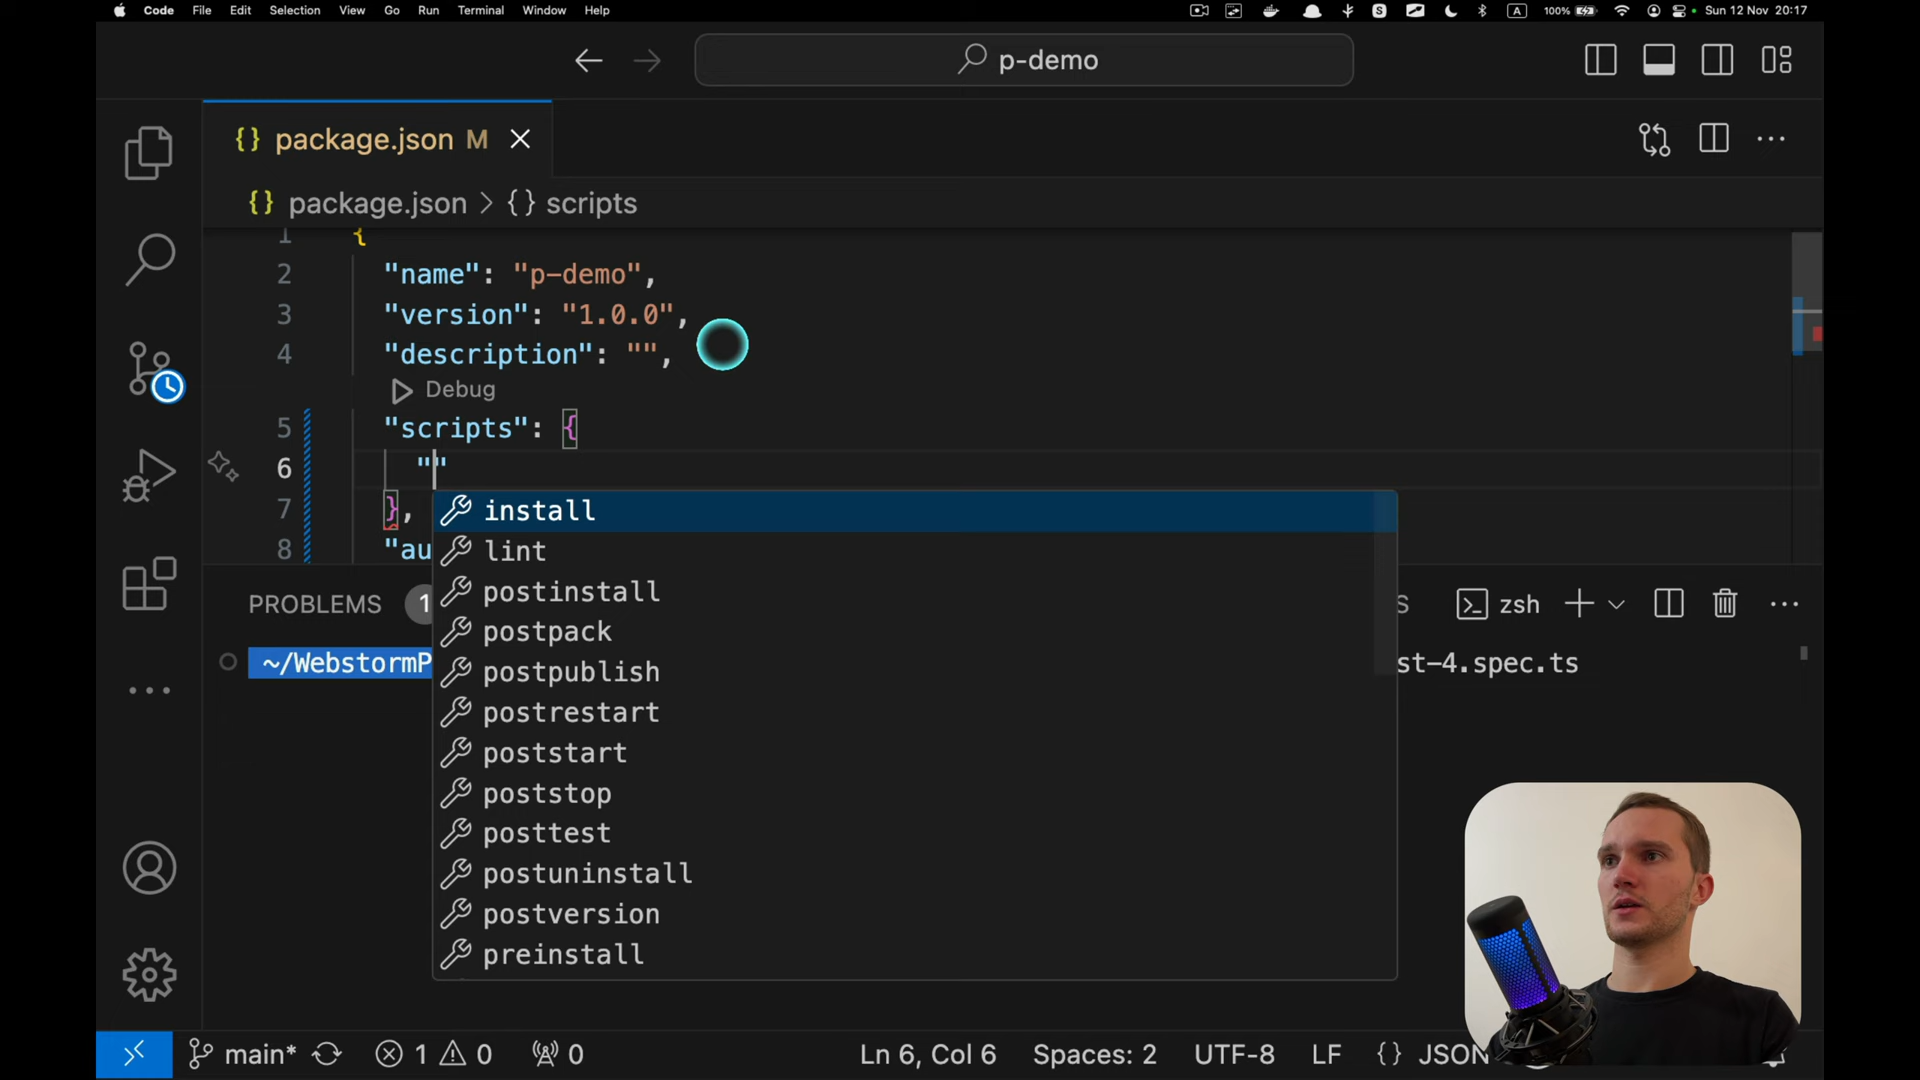 Code File Edit Selection View Go Run Terminal Window Help
A 100% Sun 12 Nov 20:17
p-demo
{} package.json M
{} package.json > {} scripts
1 {
2 "name": "p-demo",
3 "version": "1.0.0",
4 "description": "",
Debug
5 "scripts": {
6 ""
7 },
8 "au
install
lint
postinstall
postpack
postpublish
postrestart
poststart
poststop
posttest
postuninstall
postversion
preinstall
PROBLEMS 1
S zsh
~/WebstormP
st-4.spec.ts
main* 1 0 0 Ln 6, Col 6 Spaces: 2 UTF-8 LF {} JSON